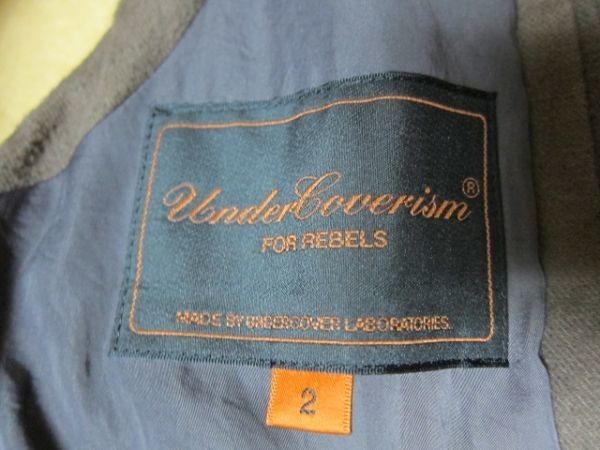 UnderCoverism®
FOR REBELS
MADE BY UNDERCOVER LABORATORIES.
2